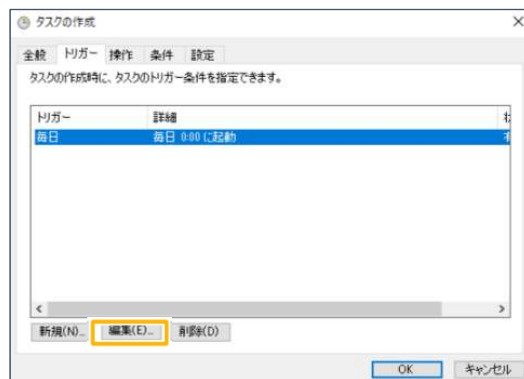 タスクの作成
全般 トリガー 操作 条件 設定
タスクの作成時に、タスクのトリガー条件を指定できます。
トリガー 詳細
毎日 毎日 0:00 に起動
新規(N)... 編集(E)... 削除(D)
OK キャンセル